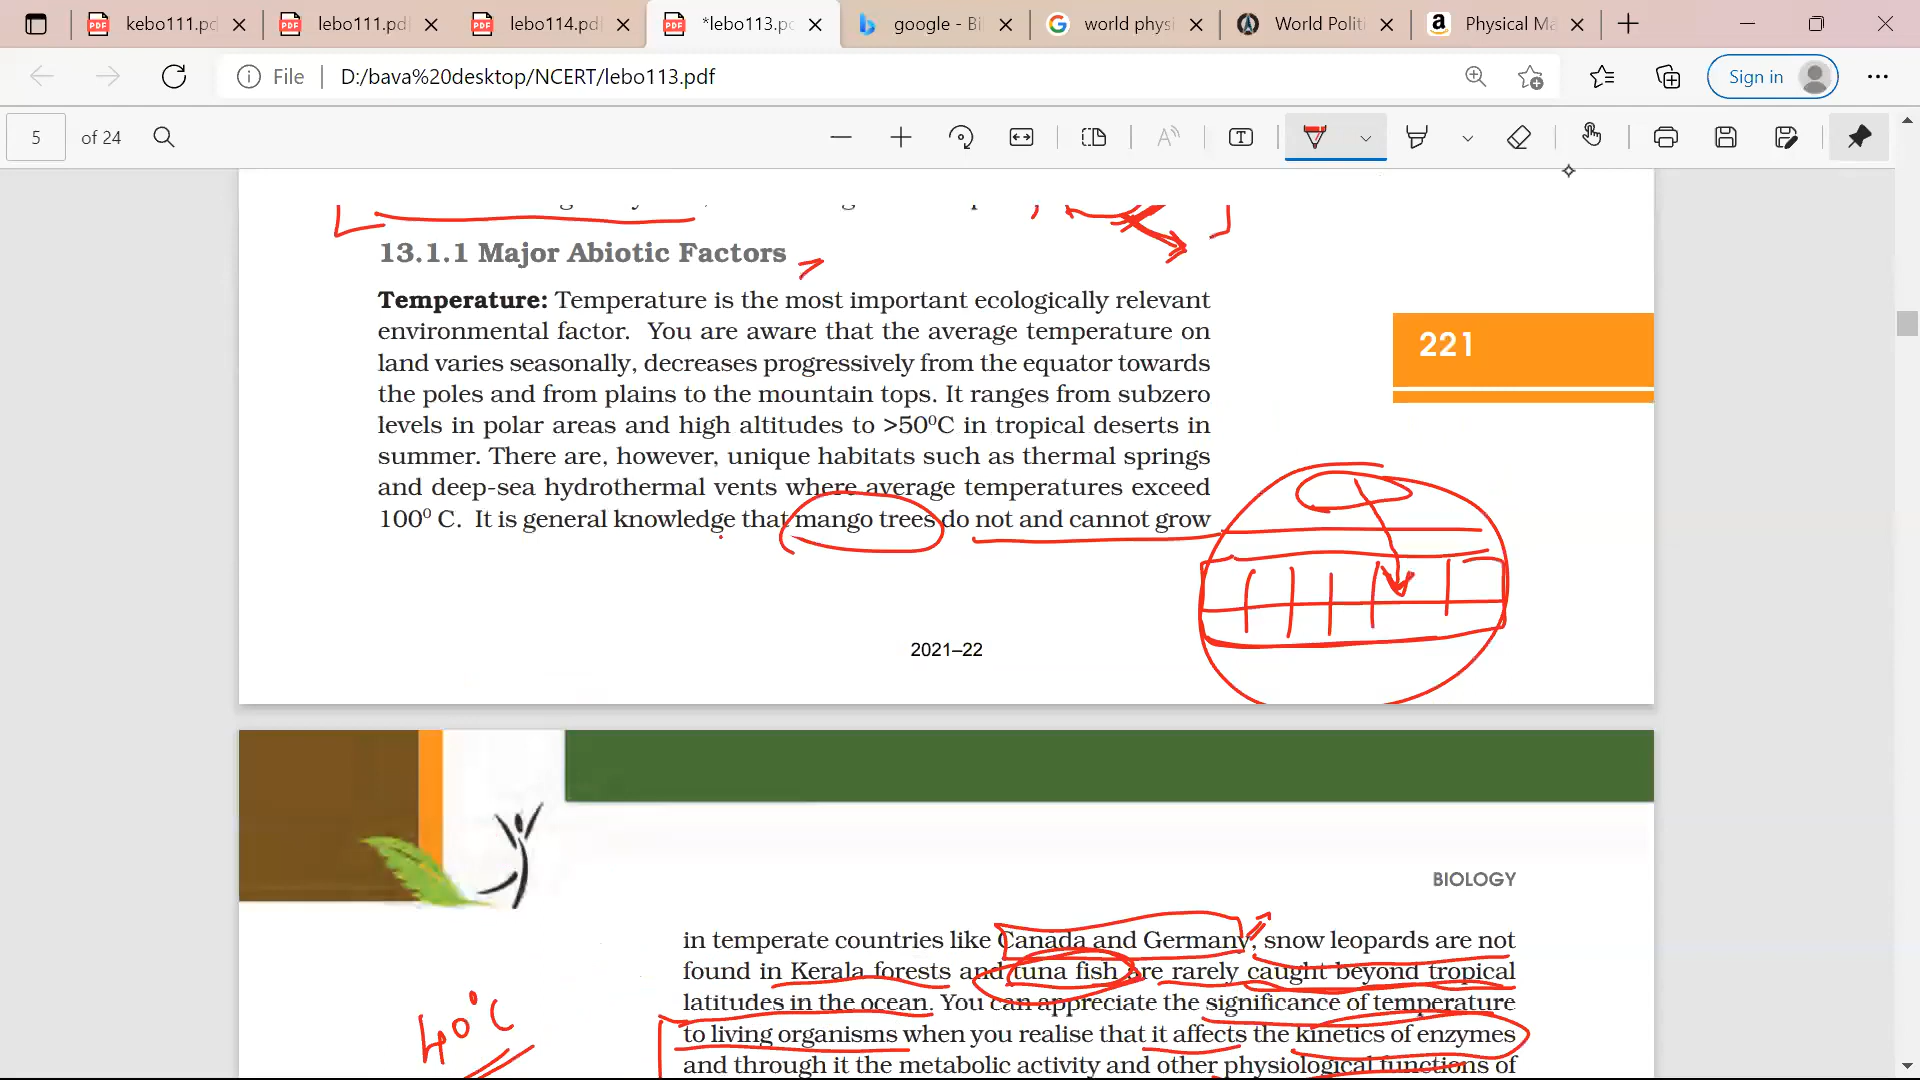 kebo111.pd
lebo111.pdf
lebo114.pdf
*lebo113.pd
google - Bi
world physi
World Politi
Physical Ma
File
D:/bava%20desktop/NCERT/lebo113.pdf
Sign in
5 of 24
13.1.1 Major Abiotic Factors
Temperature: Temperature is the most important ecologically relevant
environmental factor. You are aware that the average temperature on
land varies seasonally, decreases progressively from the equator towards
the poles and from plains to the mountain tops. It ranges from subzero
levels in polar areas and high altitudes to >50⁰C in tropical deserts in
summer. There are, however, unique habitats such as thermal springs
and deep-sea hydrothermal vents where average temperatures exceed
100⁰ C. It is general knowledge that mango trees do not and cannot grow
221
2021–22
BIOLOGY
in temperate countries like Canada and Germany, snow leopards are not
found in Kerala forests and tuna fish are rarely caught beyond tropical
latitudes in the ocean. You can appreciate the significance of temperature
to living organisms when you realise that it affects the kinetics of enzymes
and through it the metabolic activity and other physiological functions of
40°C